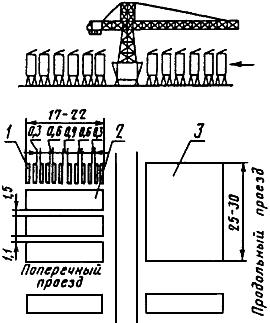 17-22
0,3 0,6 0,9 0,6 0,3
1
2
3
1,5
1,1
25-30
Поперечный
проезд
Продольный проезд